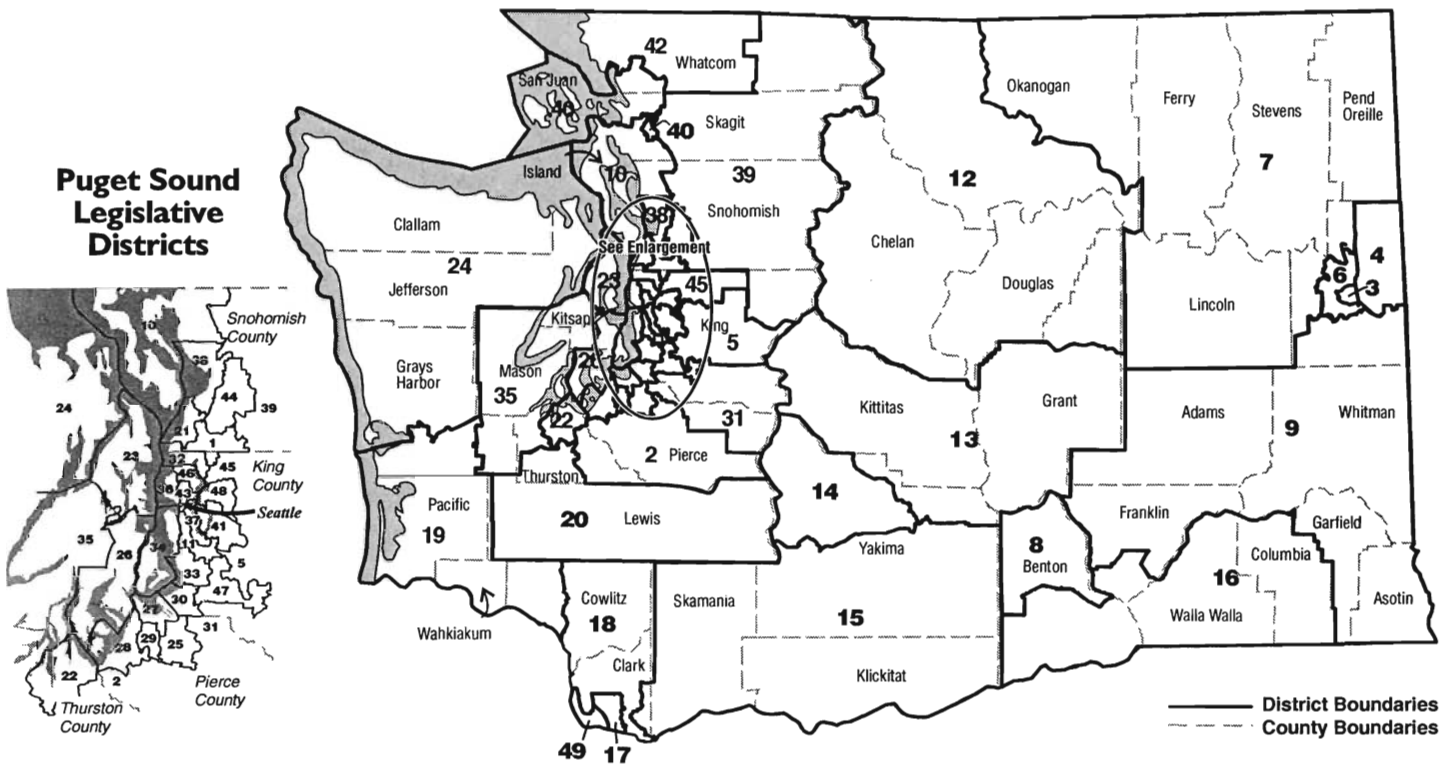 Puget Sound
Legislative
Districts
42
Whatcom
San Juan
40
40
Skagit
Island
10
39
Snohomish
38
See Enlargement
Okanogan
Ferry
Stevens
Pend
Oreille
7
12
Chelan
Douglas
Lincoln
4
6
3
Clallam
24
Jefferson
23
45
Kitsap
King
5
Grays
Harbor
Mason
35
22
31
2
Pierce
Thurston
Kittitas
13
Grant
Adams
9
Whitman
14
Pacific
19
20
Lewis
Yakima
8
Benton
Franklin
Garfield
Columbia
16
Walla Walla
Asotin
Wahkiakum
Cowlitz
18
Clark
Skamania
15
Klickitat
49
17
District Boundaries
County Boundaries
10
Snohomish
County
38
44
39
24
21
1
23
32
45
King
County
46
36
43
48
Seattle
37
41
35
26
34
11
5
33
47
30
27
31
29
25
28
22
2
Pierce
County
Thurston
County